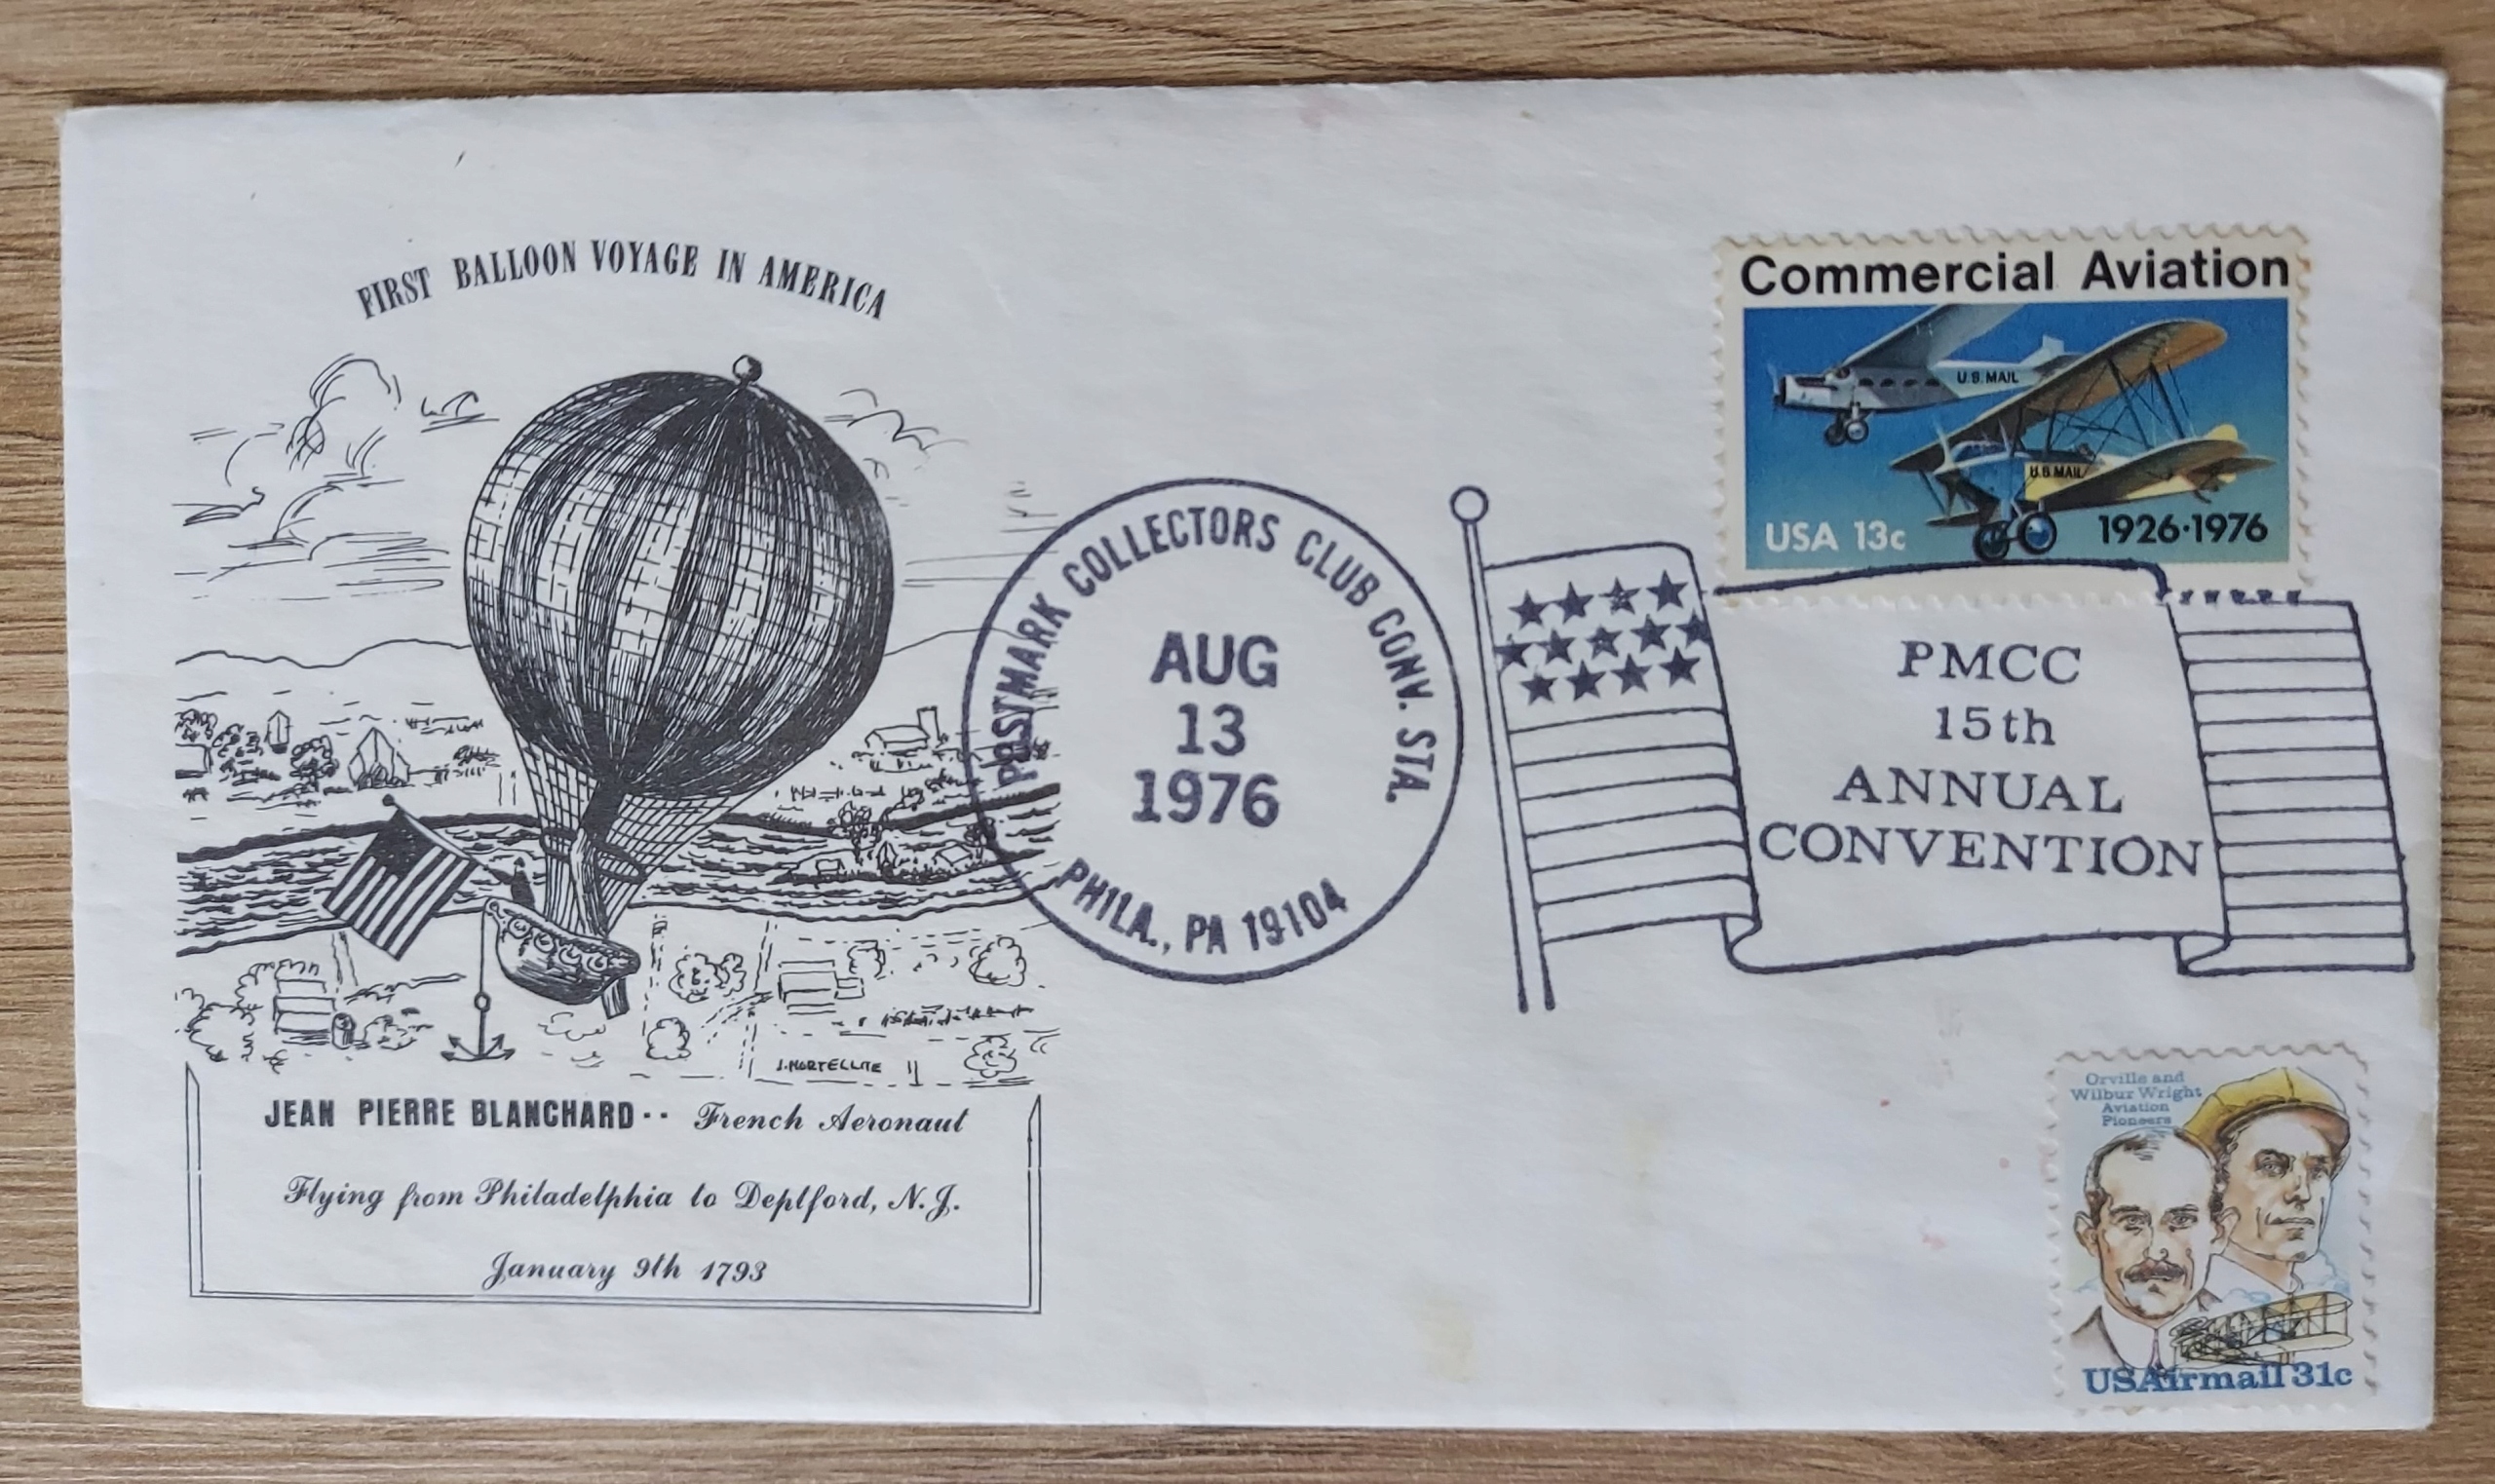 FIRST BALLOON VOYAGE IN AMERICA
J. MORTELLITE
JEAN PIERRE BLANCHARD-- French Aeronaut
Flying from Philadelphia to Deptford, N.J.
January 9th 1793
POSTMARK COLLECTORS CLUB CONV. STA.
AUG
13
1976
PHILA., PA 19104
Commercial Aviation
U.S. MAIL
U.S. MAIL
USA 13c
1926·1976
PMCC
15th
ANNUAL
CONVENTION
Orville and
Wilbur Wright
Aviation
Pioneers
USAirmail 31c